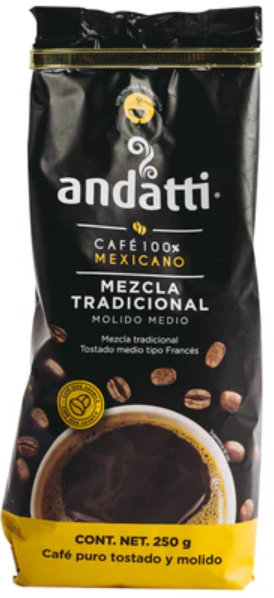 andatti
CAFÉ 100%
MEXICANO
MEZCLA
TRADICIONAL
MOLIDO MEDIO
Mezcla tradicional
Tostado medio tipo Francés
CONT. NET. 250 g
Café puro tostado y molido